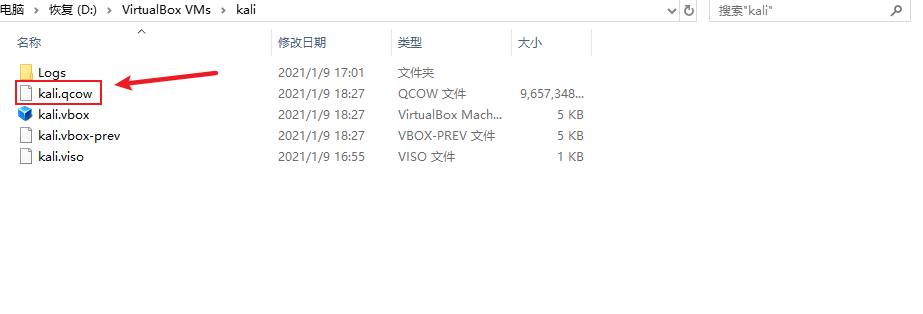 电脑 > 恢复 (D:) > VirtualBox VMs > kali 搜索"kali"
名称 修改日期 类型 大小
Logs 2021/1/9 17:01 文件夹
kali.qcow 2021/1/9 18:27 QCOW 文件 9,657,348...
kali.vbox 2021/1/9 18:27 VirtualBox Mach... 5 KB
kali.vbox-prev 2021/1/9 18:27 VBOX-PREV 文件 5 KB
kali.viso 2021/1/9 16:55 VISO 文件 1 KB